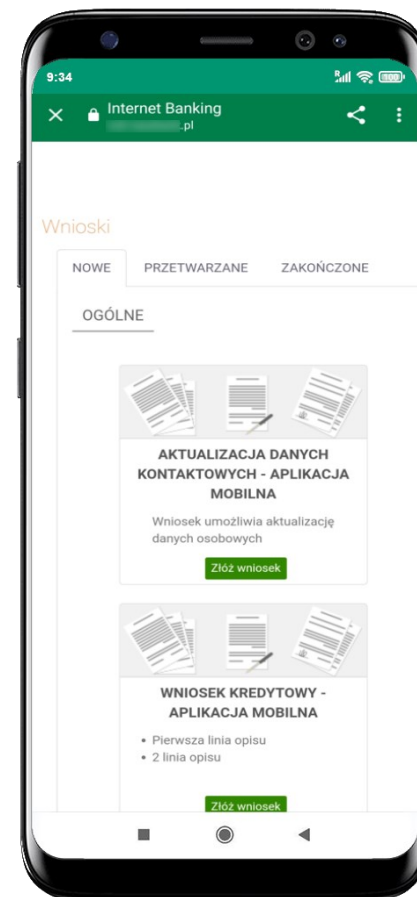 9:34
100
Internet Banking
.pl
Wnioski
NOWE PRZETWARZANE ZAKOŃCZONE
OGÓLNE
AKTUALIZACJA DANYCH
KONTAKTOWYCH - APLIKACJA
MOBILNA
Wniosek umożliwia aktualizację
danych osobowych
Złóż wniosek
WNIOSEK KREDYTOWY -
APLIKACJA MOBILNA
• Pierwsza linia opisu
• 2 linia opisu
Złóż wniosek